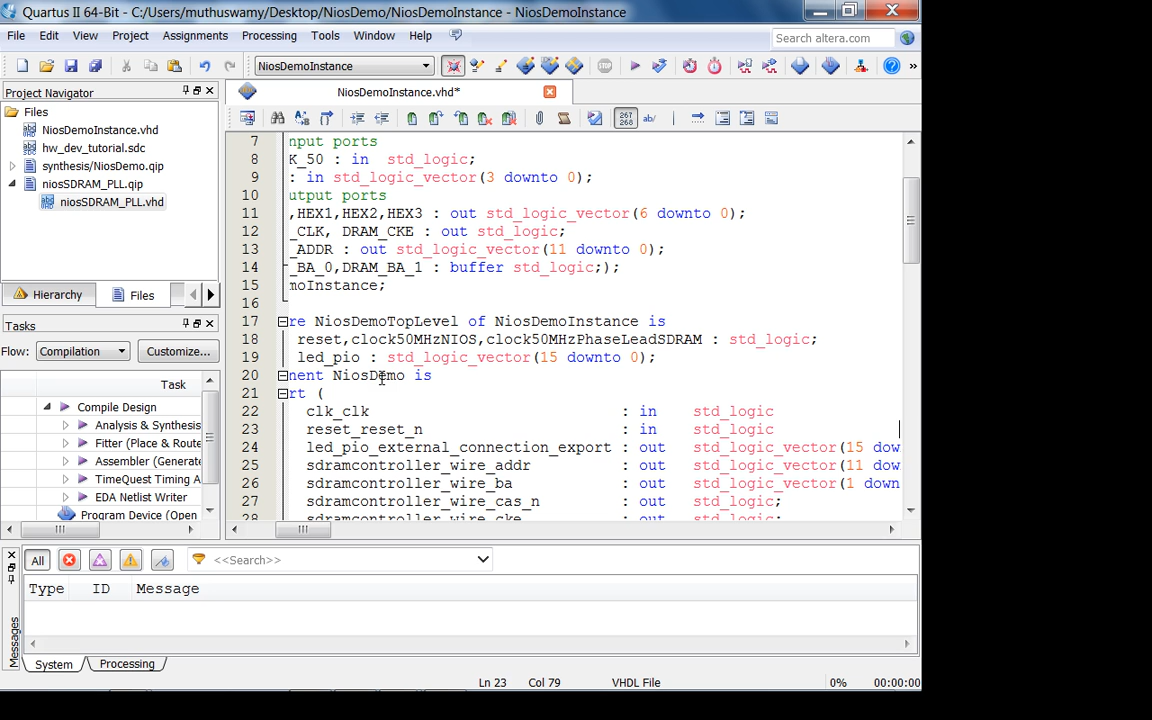 Quartus II 64-Bit - C:/Users/muthuswamy/Desktop/NiosDemo/NiosDemoInstance - NiosDemoInstance
File Edit View Project Assignments Processing Tools Window Help
Search altera.com
NiosDemoInstance
»
Project Navigator
Files
NiosDemoInstance.vhd
hw_dev_tutorial.sdc
synthesis/NiosDemo.qip
niosSDRAM_PLL.qip
niosSDRAM_PLL.vhd
Hierarchy Files
Tasks
Flow: Compilation Customize...
Task
Compile Design
Analysis & Synthesis
Fitter (Place & Route
Assembler (Generate
TimeQuest Timing A
EDA Netlist Writer
Program Device (Open
NiosDemoInstance.vhd*
267
268 ab/
7 nput ports
8 K_50 : in std_logic;
9 : in std_logic_vector(3 downto 0);
10 utput ports
11 ,HEX1,HEX2,HEX3 : out std_logic_vector(6 downto 0);
12 _CLK, DRAM_CKE : out std_logic;
13 _ADDR : out std_logic_vector(11 downto 0);
14 _BA_0,DRAM_BA_1 : buffer std_logic;);
15 moInstance;
16
17 re NiosDemoTopLevel of NiosDemoInstance is
18 reset,clock50MHzNIOS,clock50MHzPhaseLeadSDRAM : std_logic;
19 led_pio : std_logic_vector(15 downto 0);
20 nent NiosDemo is
21 rt (
22 clk_clk : in std_logic
23 reset_reset_n : in std_logic
24 led_pio_external_connection_export : out std_logic_vector(15 dow
25 sdramcontroller_wire_addr : out std_logic_vector(11 dow
26 sdramcontroller_wire_ba : out std_logic_vector(1 down
27 sdramcontroller_wire_cas_n : out std_logic;
28 sdramcontroller_wire_cke : out std_logic;
All <<Search>>
Type ID Message
Messages
System Processing
Ln 23 Col 79 VHDL File 0% 00:00:00